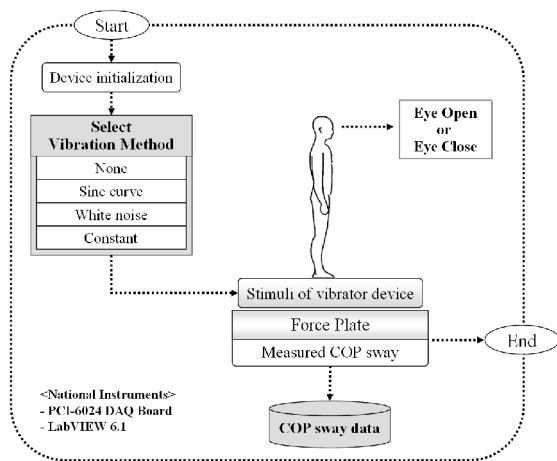 Start
Device initialization
Select
Vibration Method
None
Sine curve
White noise
Constant
Eye Open
or
Eye Close
Stimuli of vibrator device
Force Plate
Measured COP sway
End
COP sway data
<National Instruments>
- PCI-6024 DAQ Board
- LabVIEW 6.1